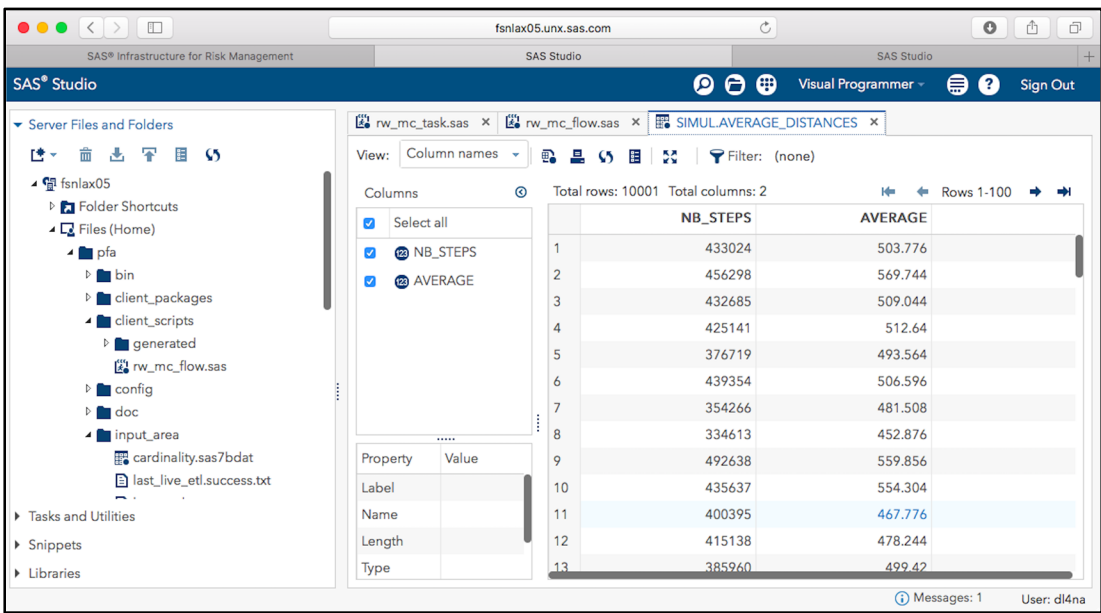 fsnlax05.unx.sas.com
SAS® Infrastructure for Risk Management
SAS Studio
SAS Studio
+
SAS® Studio
Visual Programmer
?
Sign Out
Server Files and Folders
fsnlax05
Folder Shortcuts
Files (Home)
pfa
bin
client_packages
client_scripts
generated
rw_mc_flow.sas
config
doc
input_area
cardinality.sas7bdat
last_live_etl.success.txt
Tasks and Utilities
Snippets
Libraries
rw_mc_task.sas ×
rw_mc_flow.sas ×
SIMUL.AVERAGE_DISTANCES ×
View: Column names
Filter: (none)
Columns
Select all
123 NB_STEPS
123 AVERAGE
Property Value
Label
Name
Length
Type
Total rows: 10001 Total columns: 2
Rows 1-100
NB_STEPS AVERAGE
1 433024 503.776
2 456298 569.744
3 432685 509.044
4 425141 512.64
5 376719 493.564
6 439354 506.596
7 354266 481.508
8 334613 452.876
9 492638 559.856
10 435637 554.304
11 400395 467.776
12 415138 478.244
13 385960 499.42
Messages: 1
User: dl4na